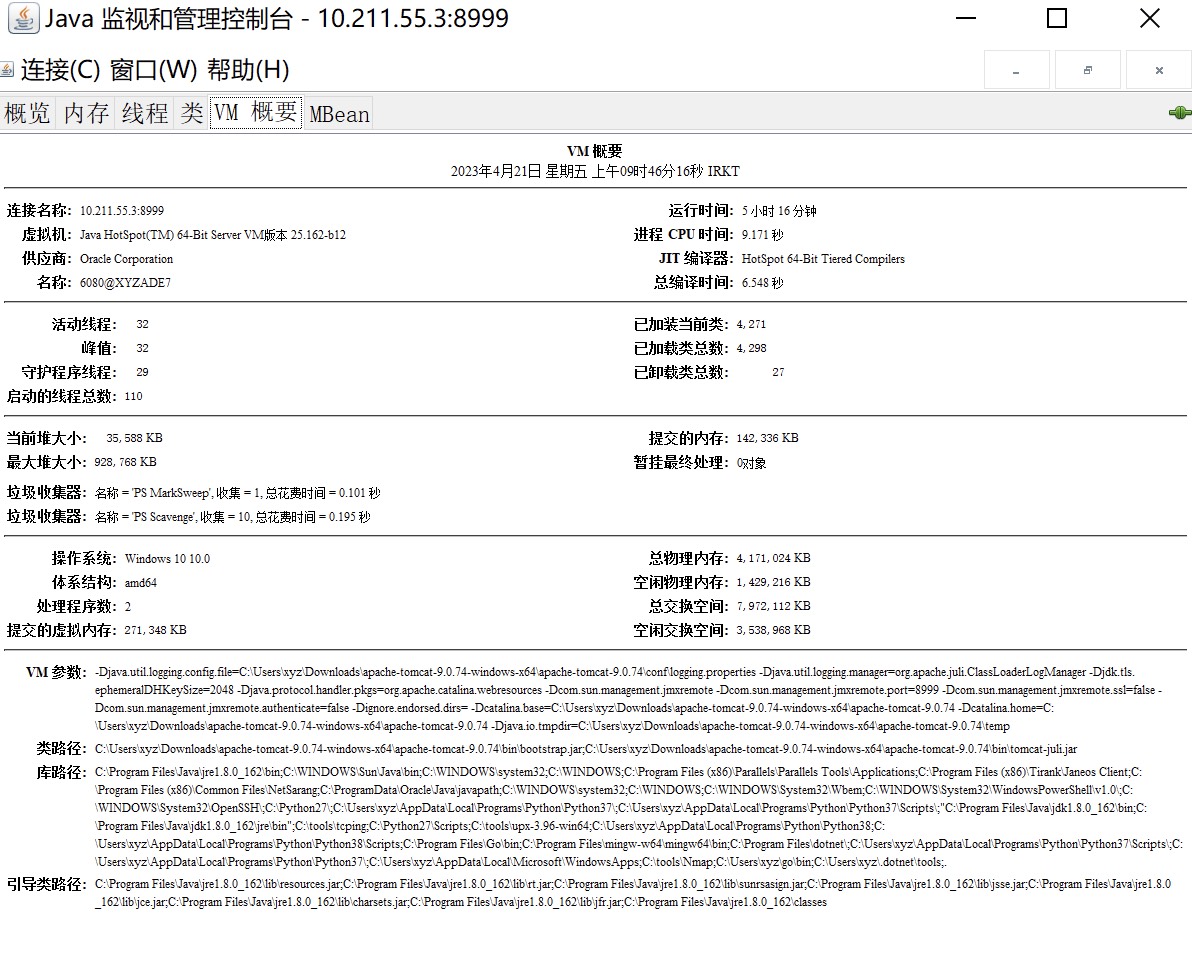 Java 监视和管理控制台 - 10.211.55.3:8999
连接(C) 窗口(W) 帮助(H)
概览 内存 线程 类 VM 概要 MBean
VM 概要
2023年4月21日 星期五 上午09时46分16秒 IRKT
连接名称: 10.211.55.3:8999 运行时间: 5 小时 16 分钟
虚拟机: Java HotSpot(TM) 64-Bit Server VM版本 25.162-b12 进程 CPU 时间: 9.171 秒
供应商: Oracle Corporation JIT 编译器: HotSpot 64-Bit Tiered Compilers
名称: 6080@XYZADE7 总编译时间: 6.548 秒
活动线程: 32 已加装当前类: 4,271
峰值: 32 已加载类总数: 4,298
守护程序线程: 29 已卸载类总数: 27
启动的线程总数: 110
当前堆大小: 35,588 KB 提交的内存: 142,336 KB
最大堆大小: 928,768 KB 暂挂最终处理: 0对象
垃圾收集器: 名称 = 'PS MarkSweep', 收集 = 1, 总花费时间 = 0.101 秒
垃圾收集器: 名称 = 'PS Scavenge', 收集 = 10, 总花费时间 = 0.195 秒
操作系统: Windows 10 10.0 总物理内存: 4,171,024 KB
体系结构: amd64 空闲物理内存: 1,429,216 KB
处理程序数: 2 总交换空间: 7,972,112 KB
提交的虚拟内存: 271,348 KB 空闲交换空间: 3,538,968 KB
VM 参数: -Djava.util.logging.config.file=C:\Users\xyz\Downloads\apache-tomcat-9.0.74-windows-x64\apache-tomcat-9.0.74\conf\logging.properties -Djava.util.logging.manager=org.apache.juli.ClassLoaderLogManager -Djdk.tls.
ephemeralDHKeySize=2048 -Djava.protocol.handler.pkgs=org.apache.catalina.webresources -Dcom.sun.management.jmxremote -Dcom.sun.management.jmxremote.port=8999 -Dcom.sun.management.jmxremote.ssl=false -
Dcom.sun.management.jmxremote.authenticate=false -Dignore.endorsed.dirs= -Dcatalina.base=C:\Users\xyz\Downloads\apache-tomcat-9.0.74-windows-x64\apache-tomcat-9.0.74 -Dcatalina.home=C:
\Users\xyz\Downloads\apache-tomcat-9.0.74-windows-x64\apache-tomcat-9.0.74 -Djava.io.tmpdir=C:\Users\xyz\Downloads\apache-tomcat-9.0.74-windows-x64\apache-tomcat-9.0.74\temp
类路径: C:\Users\xyz\Downloads\apache-tomcat-9.0.74-windows-x64\apache-tomcat-9.0.74\bin\bootstrap.jar;C:\Users\xyz\Downloads\apache-tomcat-9.0.74-windows-x64\apache-tomcat-9.0.74\bin\tomcat-juli.jar
库路径: C:\Program Files\Java\jre1.8.0_162\bin;C:\WINDOWS\Sun\Java\bin;C:\WINDOWS\system32;C:\WINDOWS;C:\Program Files (x86)\Parallels\Parallels Tools\Applications;C:\Program Files (x86)\Tirank\Janeos Client;C:
\Program Files (x86)\Common Files\NetSarang;C:\ProgramData\Oracle\Java\javapath;C:\WINDOWS\system32;C:\WINDOWS;C:\WINDOWS\System32\Wbem;C:\WINDOWS\System32\WindowsPowerShell\v1.0\;C:
\WINDOWS\System32\OpenSSH\;C:\Python27\;C:\Users\xyz\AppData\Local\Programs\Python\Python37\;C:\Users\xyz\AppData\Local\Programs\Python\Python37\Scripts\;"C:\Program Files\Java\jdk1.8.0_162\bin;C:
\Program Files\Java\jdk1.8.0_162\jre\bin";C:\tools\tcping;C:\Python27\Scripts;C:\tools\upx-3.96-win64;C:\Users\xyz\AppData\Local\Programs\Python\Python38;C:
\Users\xyz\AppData\Local\Programs\Python\Python38\Scripts;C:\Program Files\Go\bin;C:\Program Files\mingw-w64\mingw64\bin;C:\Program Files\dotnet\;C:\Users\xyz\AppData\Local\Programs\Python\Python37\Scripts\;C:
\Users\xyz\AppData\Local\Programs\Python\Python37\;C:\Users\xyz\AppData\Local\Microsoft\WindowsApps;C:\tools\Nmap;C:\Users\xyz\go\bin;C:\Users\xyz\.dotnet\tools;.
引导类路径: C:\Program Files\Java\jre1.8.0_162\lib\resources.jar;C:\Program Files\Java\jre1.8.0_162\lib\rt.jar;C:\Program Files\Java\jre1.8.0_162\lib\sunrsasign.jar;C:\Program Files\Java\jre1.8.0_162\lib\jsse.jar;C:\Program Files\Java\jre1.8.0
_162\lib\jce.jar;C:\Program Files\Java\jre1.8.0_162\lib\charsets.jar;C:\Program Files\Java\jre1.8.0_162\lib\jfr.jar;C:\Program Files\Java\jre1.8.0_162\classes